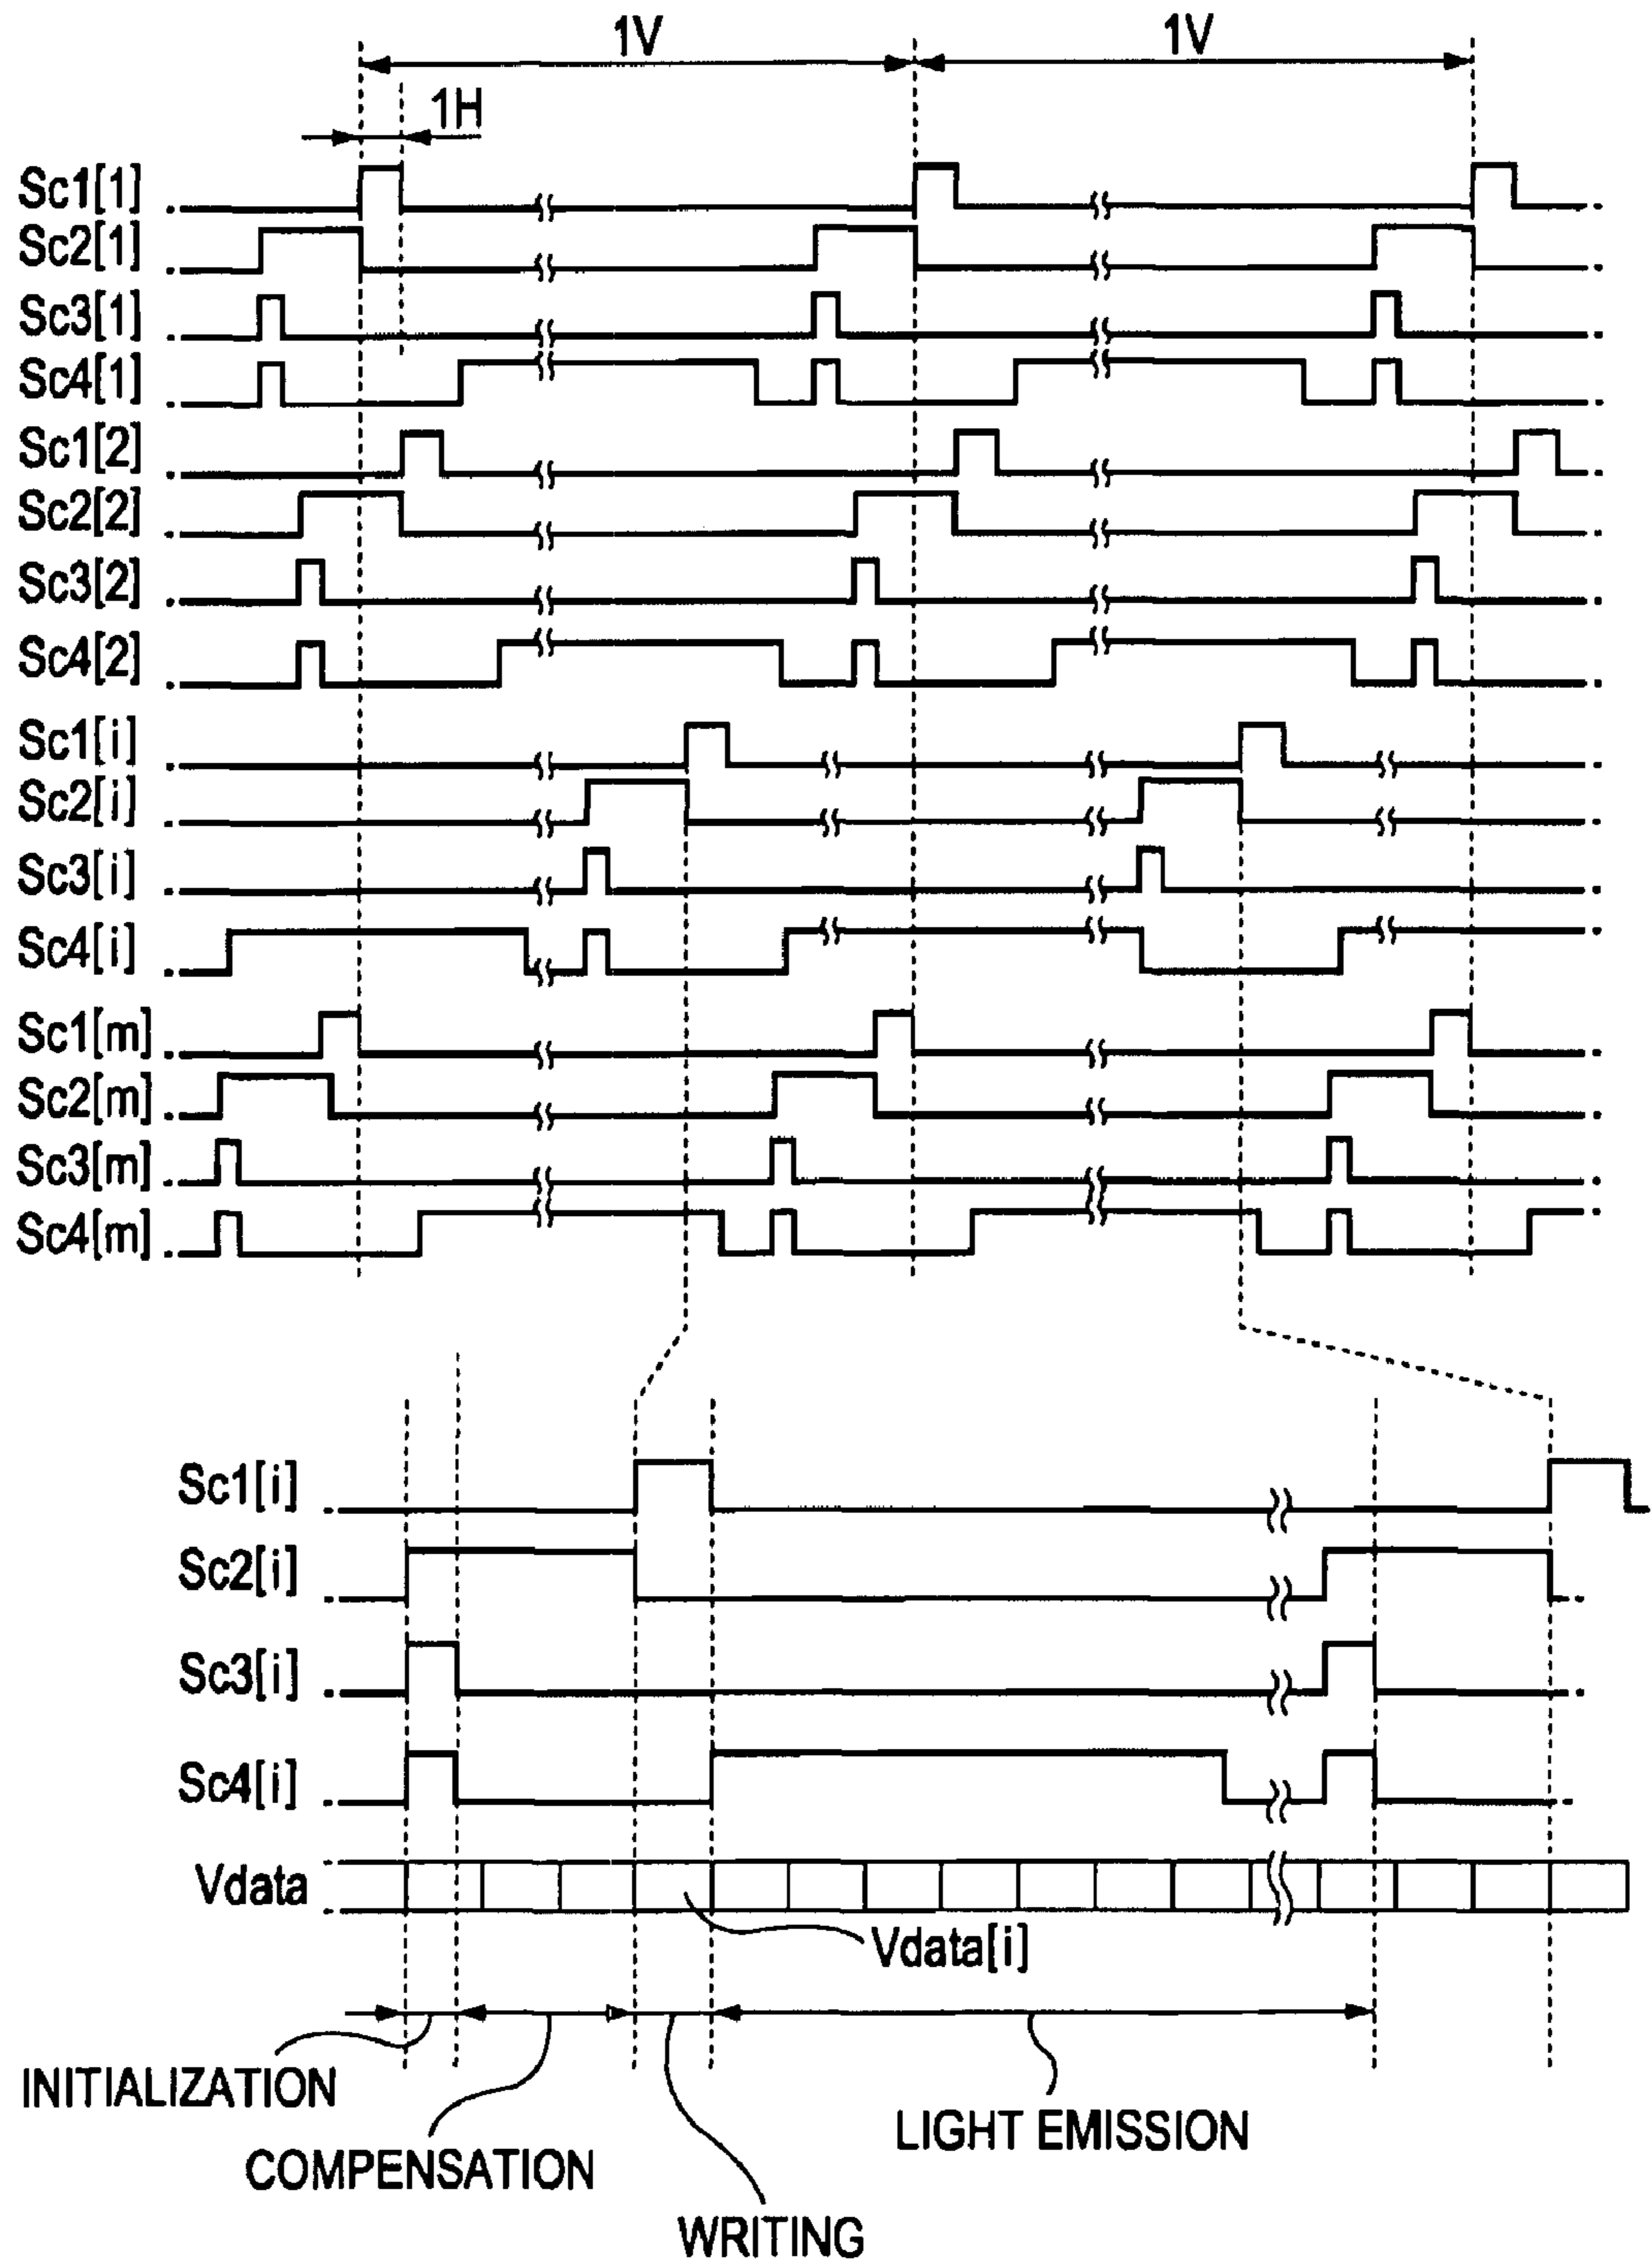 1V 1V
1H
Sc1[1]
Sc2[1]
Sc3[1]
Sc4[1]
Sc1[2]
Sc2[2]
Sc3[2]
Sc4[2]
Sc1[i]
Sc2[i]
Sc3[i]
Sc4[i]
Sc1[m]
Sc2[m]
Sc3[m]
Sc4[m]
Sc1[i]
Sc2[i]
Sc3[i]
Sc4[i]
Vdata
Vdata[i]
INITIALIZATION
LIGHT EMISSION
COMPENSATION
WRITING